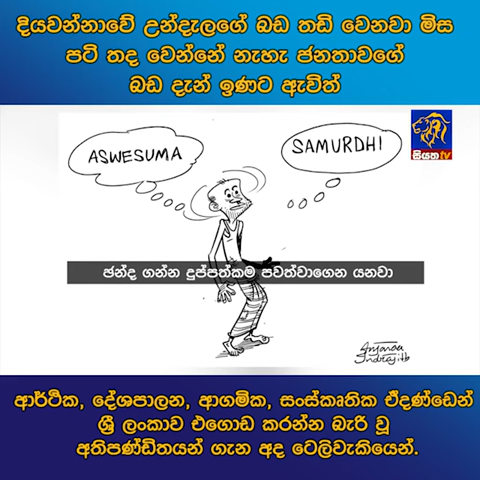 දියවන්නාවේ උන්දැලගේ බඩ තඩි වෙනවා මිස
පටි තද වෙන්නේ නැහැ ජනතාවගේ
බඩ දැන් ඉණට ඇවිත්
ASWESUMA
SAMURDHI
සියත tv
ඡන්ද ගන්න දුප්පත්කම පවත්වාගෙන යනවා
ආර්ථික, දේශපාලන, ආගමික, සංස්කෘතික ඒදණ්ඩෙන්
ශ්‍රී ලංකාව එගොඩ කරන්න බැරි වූ
අතිපණ්ඩිතයන් ගැන අද ටෙලිවැකියෙන්.